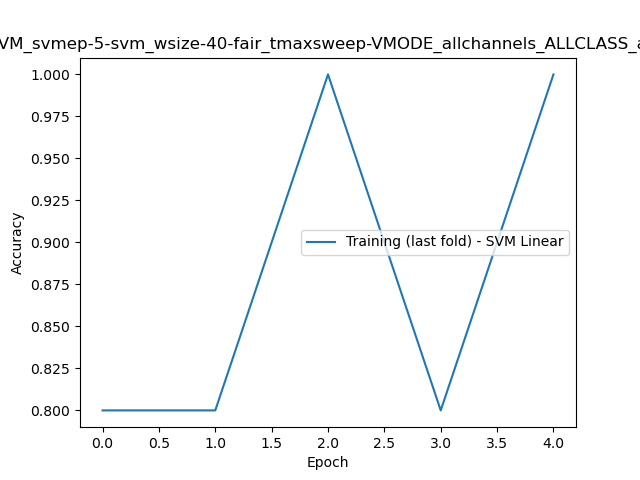 VM_svmep-5-svm_wsize-40-fair_tmaxsweep-VMODE_allchannels_ALLCLASS_a
1.000
0.975
0.950
0.925
0.900
0.875
0.850
0.825
0.800
Accuracy
Training (last fold) - SVM Linear
0.0 0.5 1.0 1.5 2.0 2.5 3.0 3.5 4.0
Epoch